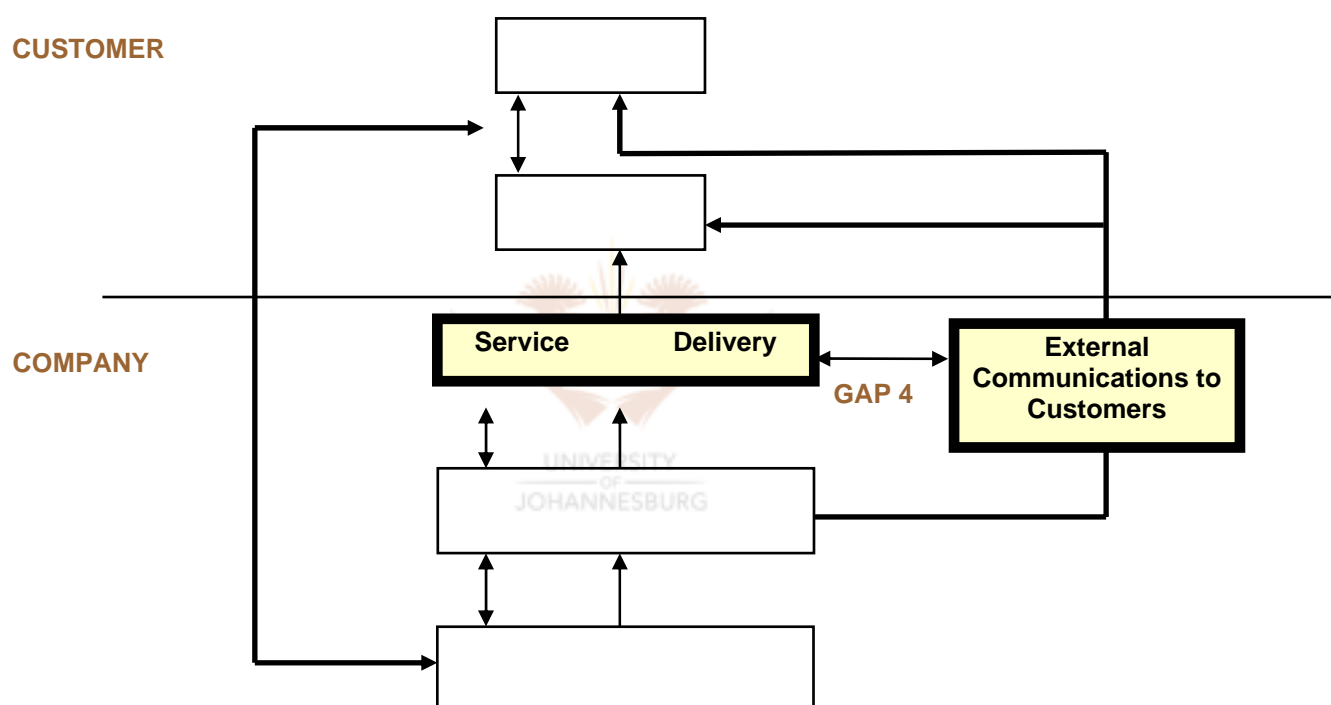 CUSTOMER
Service Delivery
COMPANY
GAP 4
External
Communications to
Customers
UNIVERSITY
OF
JOHANNESBURG